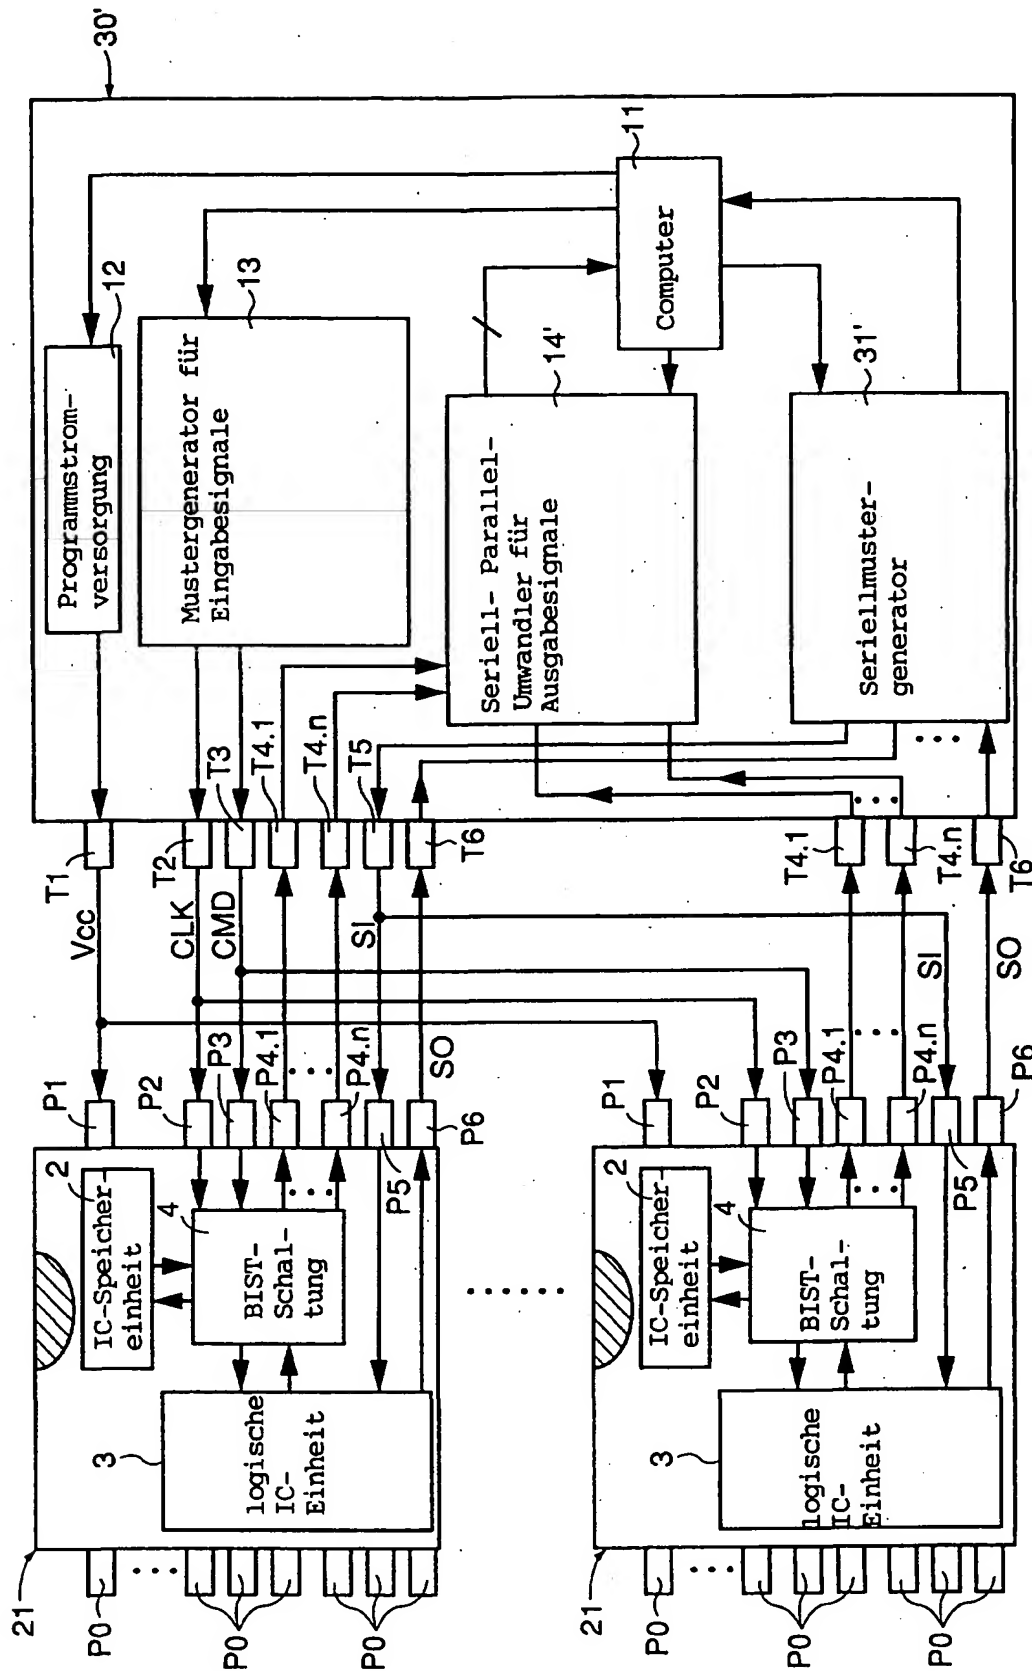 30'
Programmstrom-
versorgung
12
Mustergenerator für
Eingabesignale
13
Seriell- Parallel-
Umwandler für
Ausgabesignale
14'
Computer
11
Seriellmuster-
generator
31'
T1
T2
T3
T4.1
T4.n
T5
T6
T4.1
T4.n
T6
Vcc
CLK
CMD
SI
SO
SI
SO
P1
P2
P3
P4.1
P4.n
P5
P6
IC-Speicher-
einheit
2
BIST-
Schal-
tung
4
logische
IC-
Einheit
3
21
P0
P0
P0
P1
P2
P3
P4.1
P4.n
P5
P6
IC-Speicher-
einheit
2
BIST-
Schal-
tung
4
logische
IC-
Einheit
3
21
P0
P0
P0